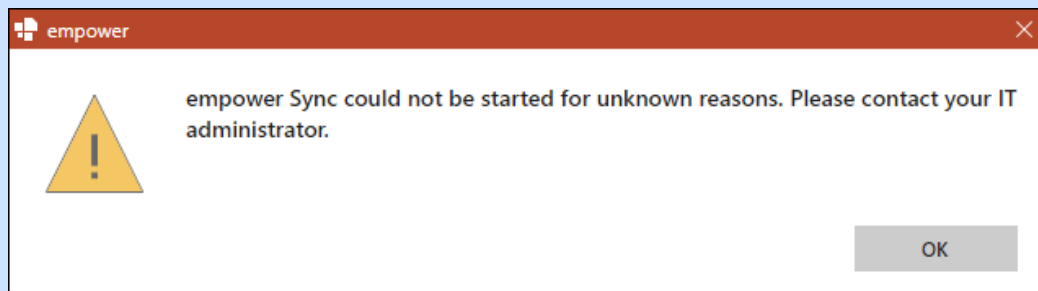 empower
empower Sync could not be started for unknown reasons. Please contact your IT
administrator.
OK